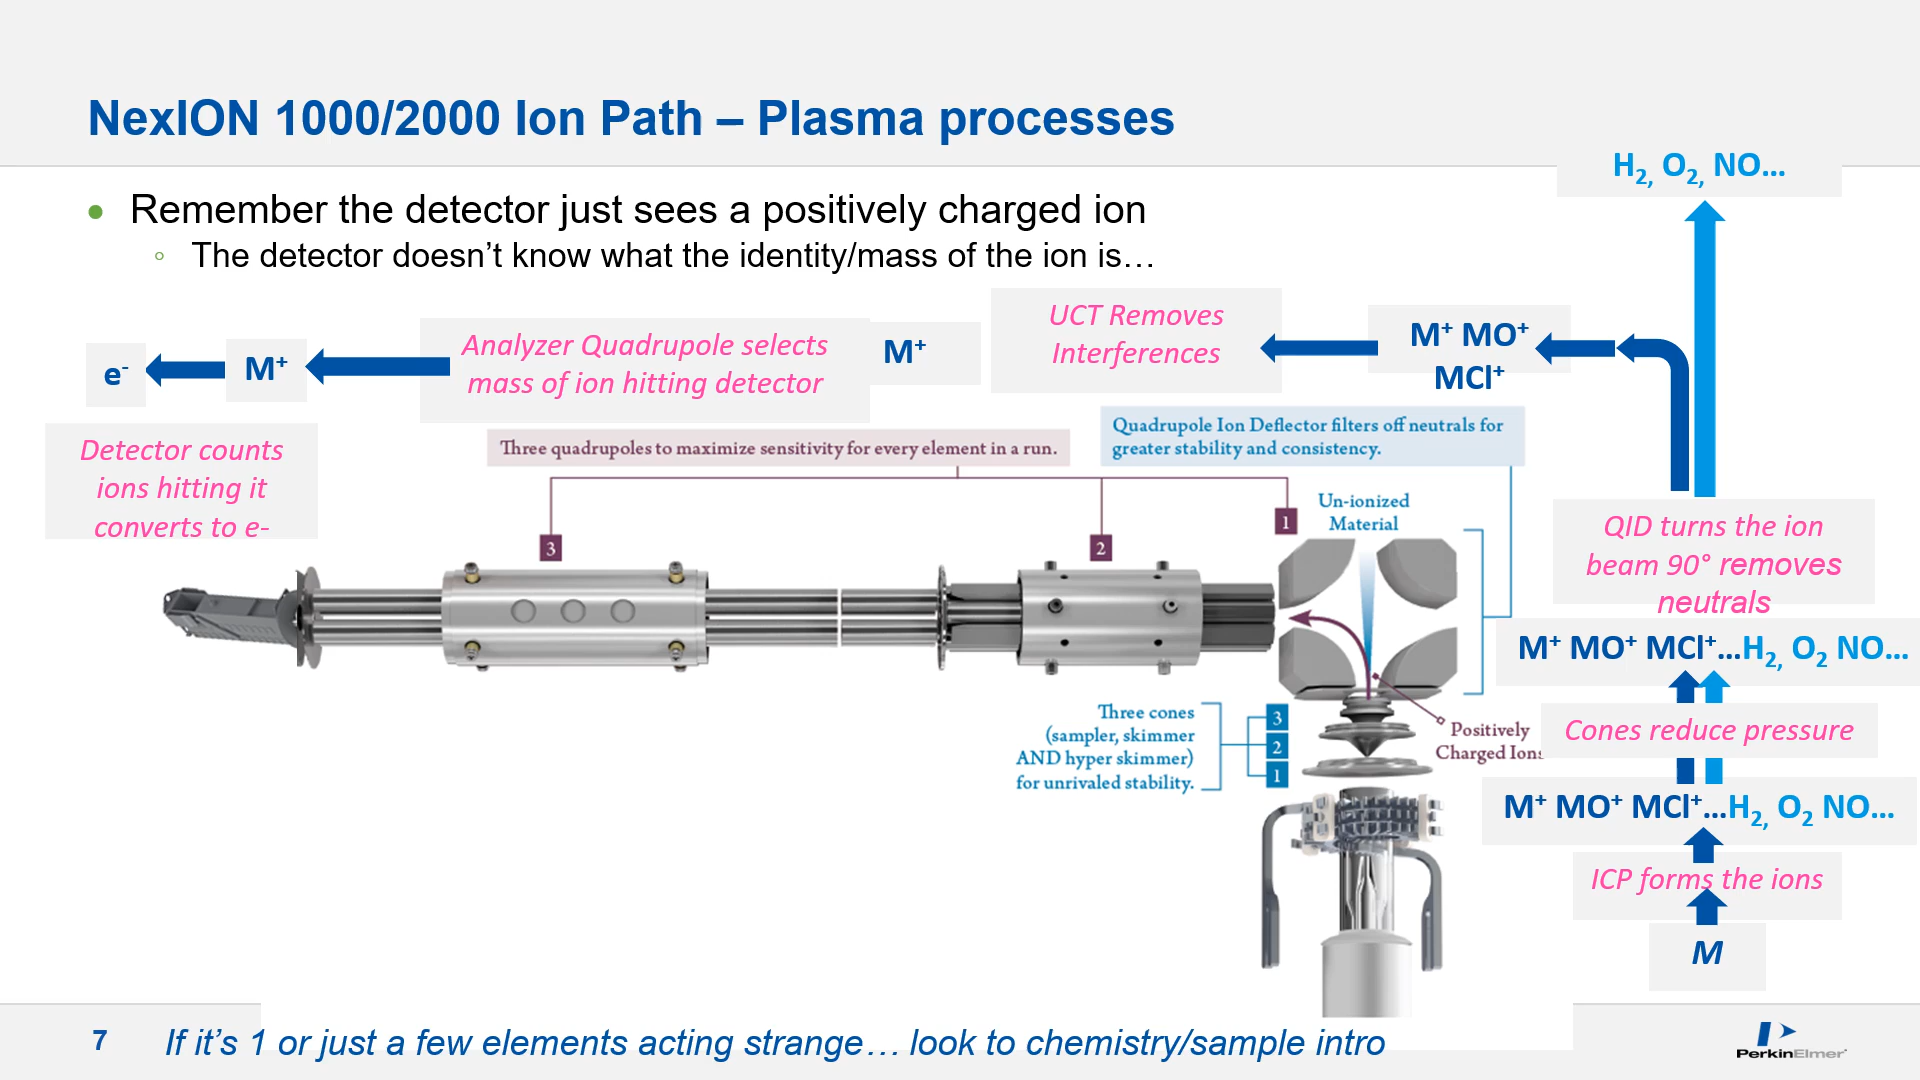 NexION 1000/2000 Ion Path – Plasma processes
H2, O2, NO…
• Remember the detector just sees a positively charged ion
◦ The detector doesn’t know what the identity/mass of the ion is…
e-
M+
Analyzer Quadrupole selects
mass of ion hitting detector
M+
UCT Removes
Interferences
M+ MO+
MCl+
Detector counts
ions hitting it
converts to e-
Three quadrupoles to maximize sensitivity for every element in a run.
Quadrupole Ion Deflector filters off neutrals for
greater stability and consistency.
3
2
1
Un-ionized
Material
QID turns the ion
beam 90° removes
neutrals
M+ MO+ MCl+…H2, O2 NO…
Three cones
(sampler, skimmer
AND hyper skimmer)
for unrivaled stability.
3
2
1
Positively
Charged Ions
Cones reduce pressure
M+ MO+ MCl+…H2, O2 NO…
ICP forms the ions
M
7
If it’s 1 or just a few elements acting strange… look to chemistry/sample intro
PerkinElmer